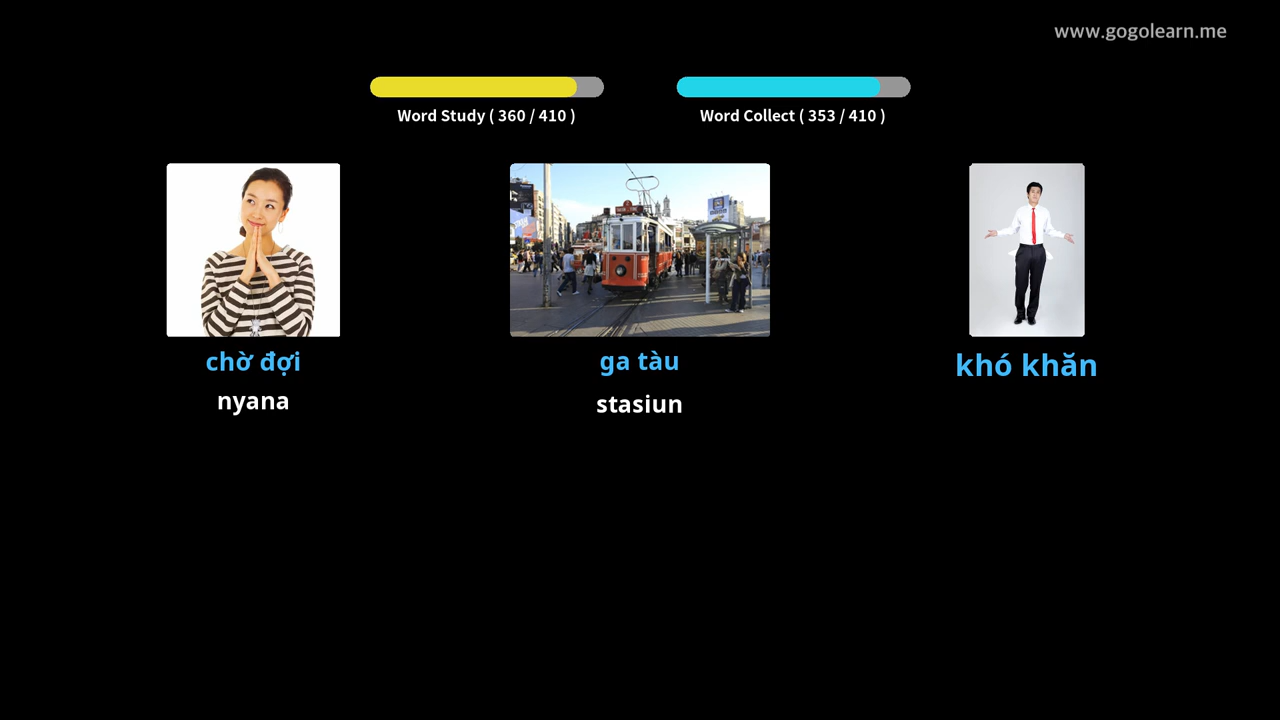 www.gogolearn.me
Word Study ( 360 / 410 )
Word Collect ( 353 / 410 )
chờ đợi
nyana
ga tàu
stasiun
khó khăn